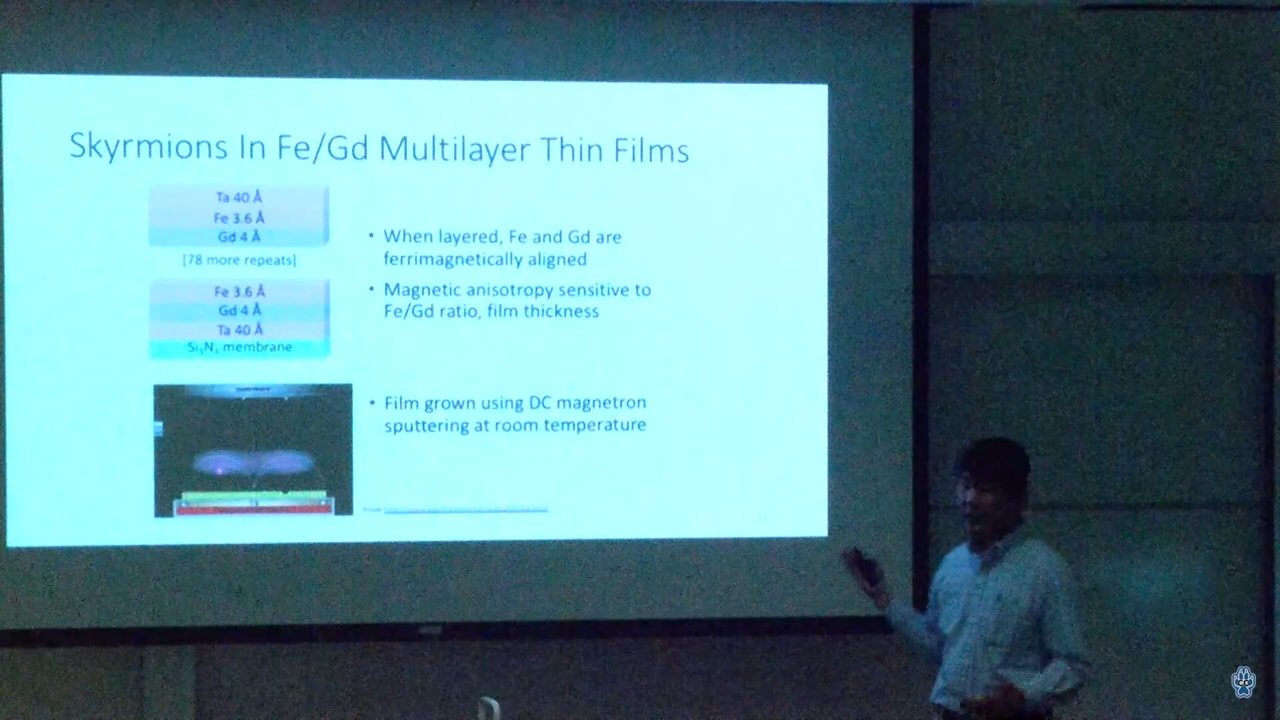 Skyrmions In Fe/Gd Multilayer Thin Films
Ta 40 Å
Fe 3.6 Å
Gd 4 Å
[78 more repeats]
Fe 3.6 Å
Gd 4 Å
Ta 40 Å
Si₃N₄ membrane
• When layered, Fe and Gd are
ferrimagnetically aligned
• Magnetic anisotropy sensitive to
Fe/Gd ratio, film thickness
• Film grown using DC magnetron
sputtering at room temperature